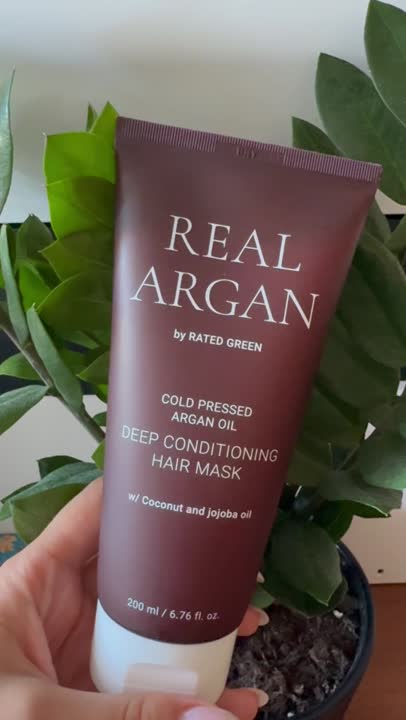 REAL
ARGAN
by RATED GREEN
COLD PRESSED
ARGAN OIL
DEEP CONDITIONING
HAIR MASK
w/ Coconut and jojoba oil
200 ml / 6.76 fl. oz.